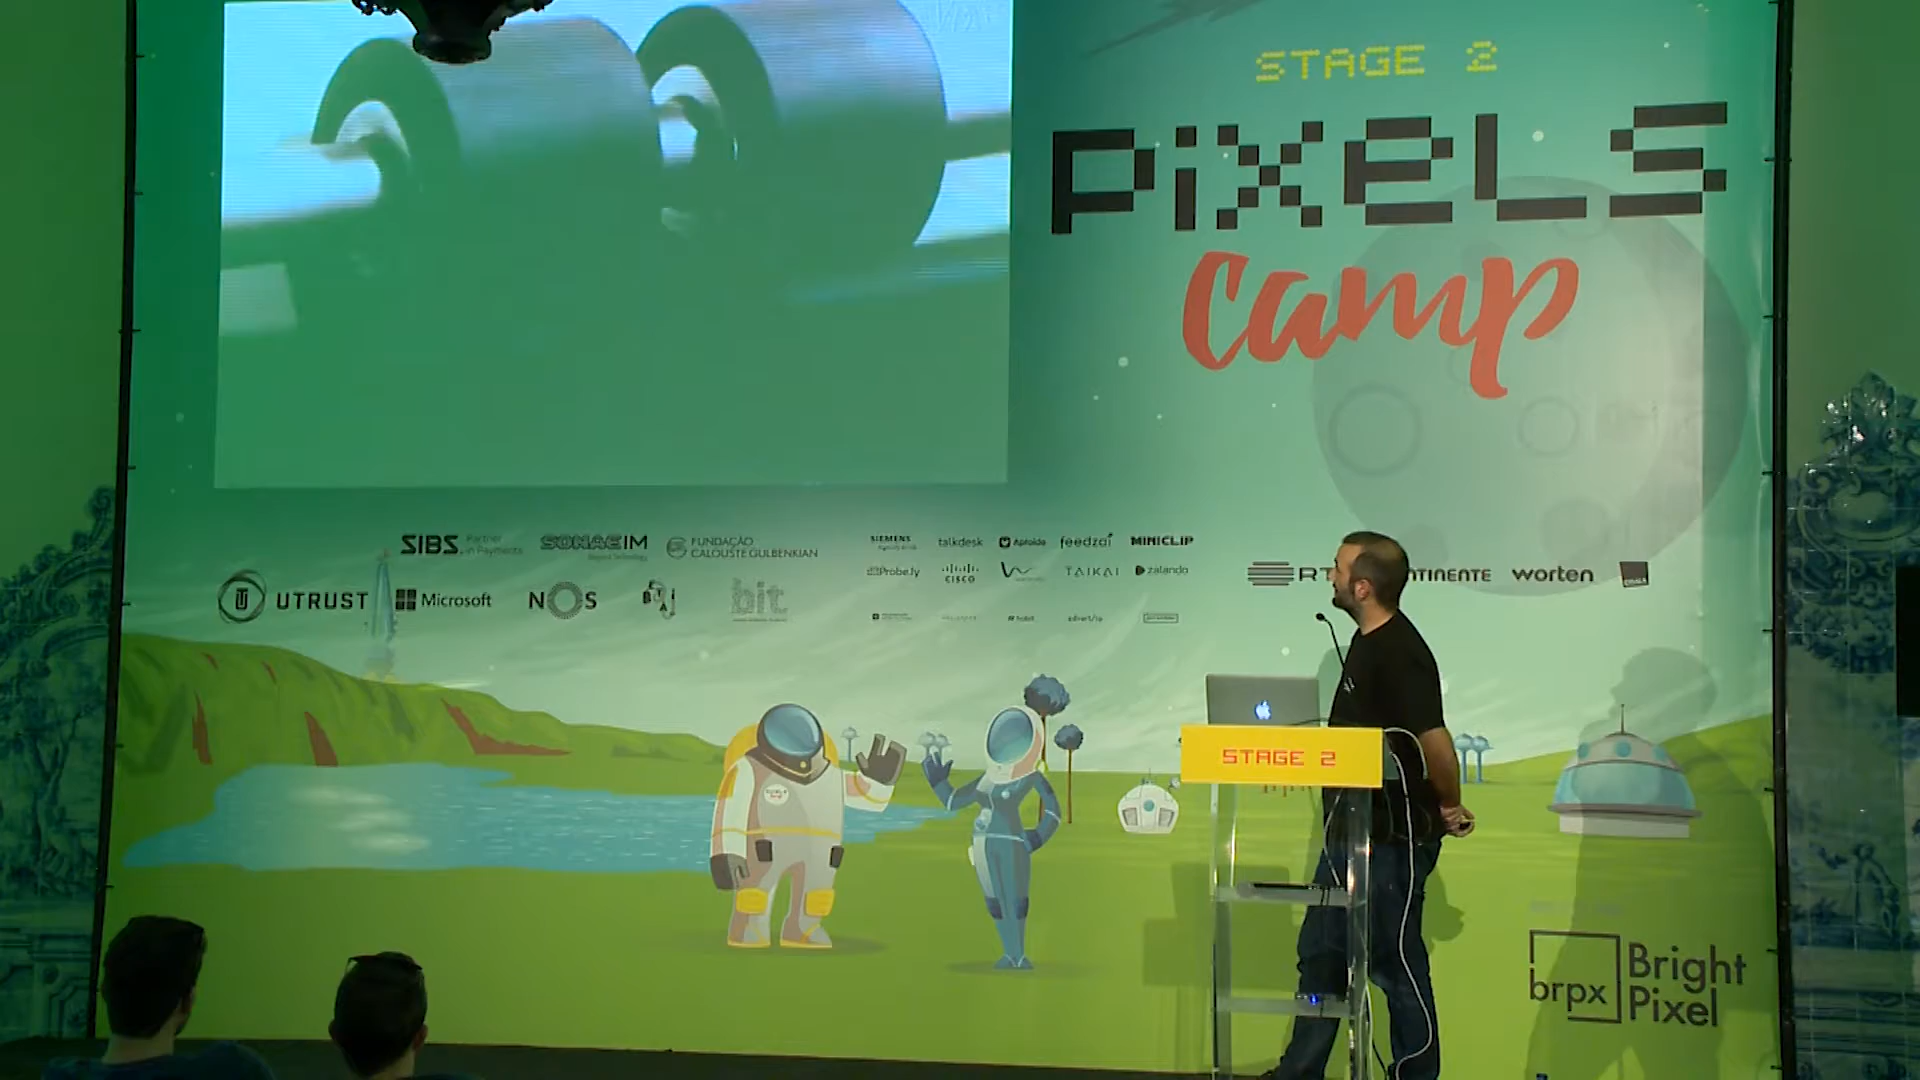 STAGE 2
PIXELS
camp
SIBS Partner in Payments
SONAE IM
FUNDAÇÃO CALOUSTE GULBENKIAN
SIEMENS
talkdesk
Aptoide
feedzai
MINICLIP
Probe.ly
CISCO
TAIKAI
zalando
UTRUST
Microsoft
NOS
bit
RT
NTINENTE
worten
STAGE 2
brpx
Bright
Pixel